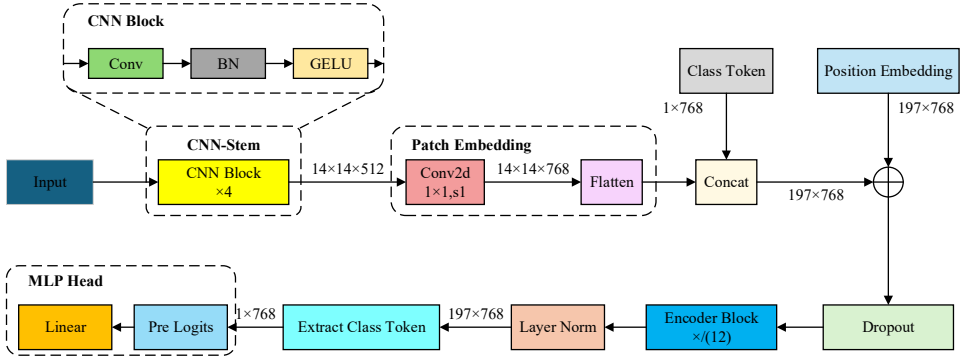 CNN Block
Conv
BN
GELU
Class Token
Position Embedding
1×768
197×768
CNN-Stem
Patch Embedding
Input
CNN Block
×4
14×14×512
Conv2d
1×1,s1
14×14×768
Flatten
Concat
197×768
MLP Head
Linear
Pre Logits
1×768
Extract Class Token
197×768
Layer Norm
Encoder Block
×/(12)
Dropout